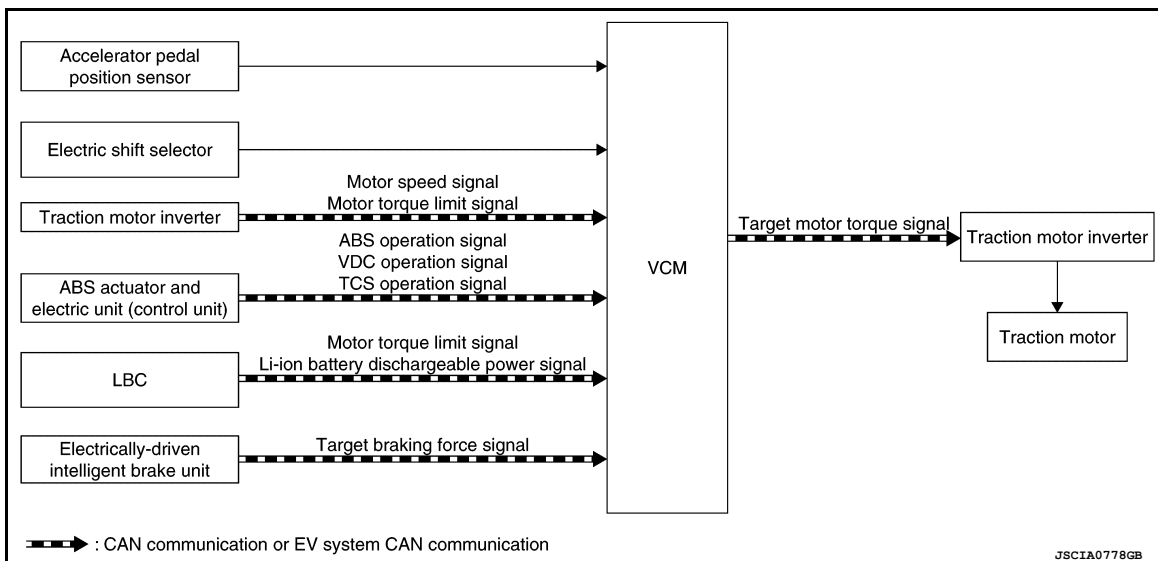 Accelerator pedal
position sensor
Electric shift selector
Motor speed signal
Motor torque limit signal
Traction motor inverter
ABS operation signal
VDC operation signal
TCS operation signal
ABS actuator and
electric unit (control unit)
Motor torque limit signal
Li-ion battery dischargeable power signal
LBC
Target braking force signal
Electrically-driven
intelligent brake unit
VCM
Target motor torque signal
Traction motor inverter
Traction motor
: CAN communication or EV system CAN communication
JSCIA0778GB